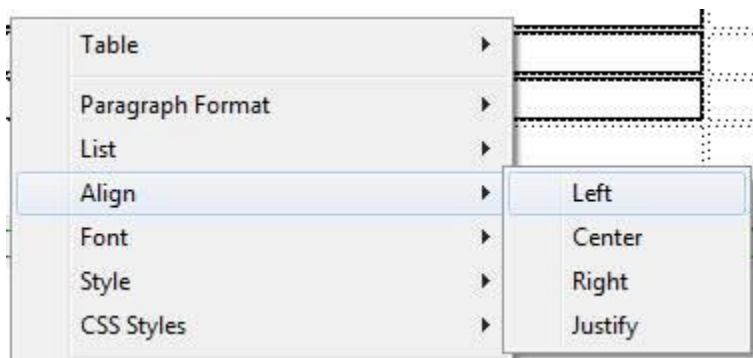 Table
Paragraph Format
List
Align
Font
Style
CSS Styles
Left
Center
Right
Justify